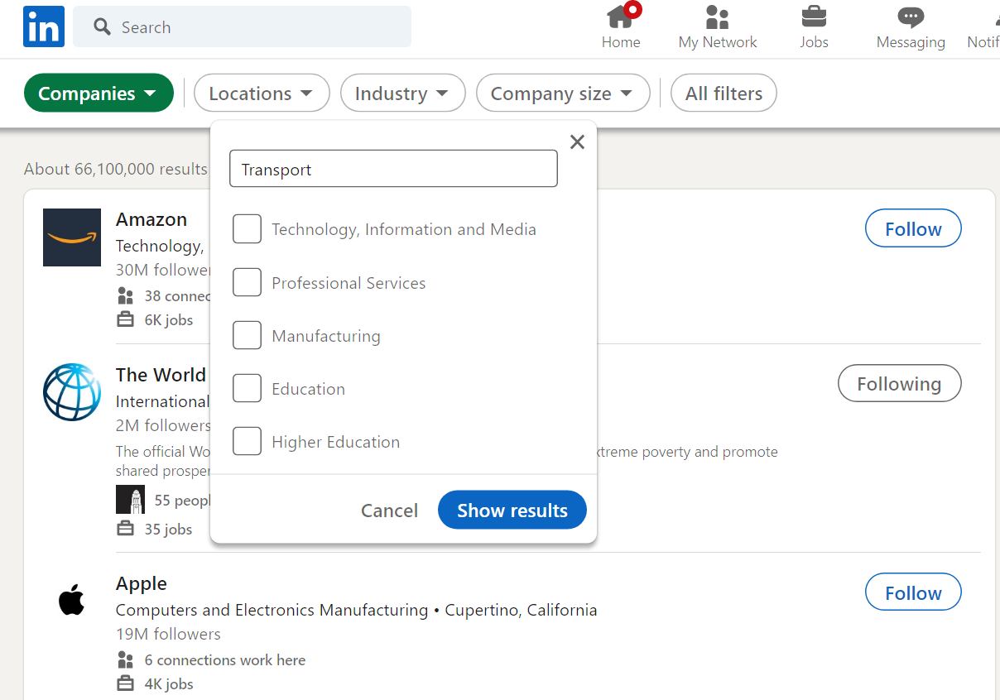 in
Search
Home
My Network
Jobs
Messaging
Notif
Companies
Locations
Industry
Company size
All filters
About 66,100,000 results
Transport
Technology, Information and Media
Professional Services
Manufacturing
Education
Higher Education
Cancel
Show results
Amazon
Technology,
30M follower
38 connec
6K jobs
Follow
The World
International
2M followers
The official Wo xtreme poverty and promote
shared prosper
55 peopl
35 jobs
Following
Apple
Computers and Electronics Manufacturing • Cupertino, California
19M followers
6 connections work here
4K jobs
Follow